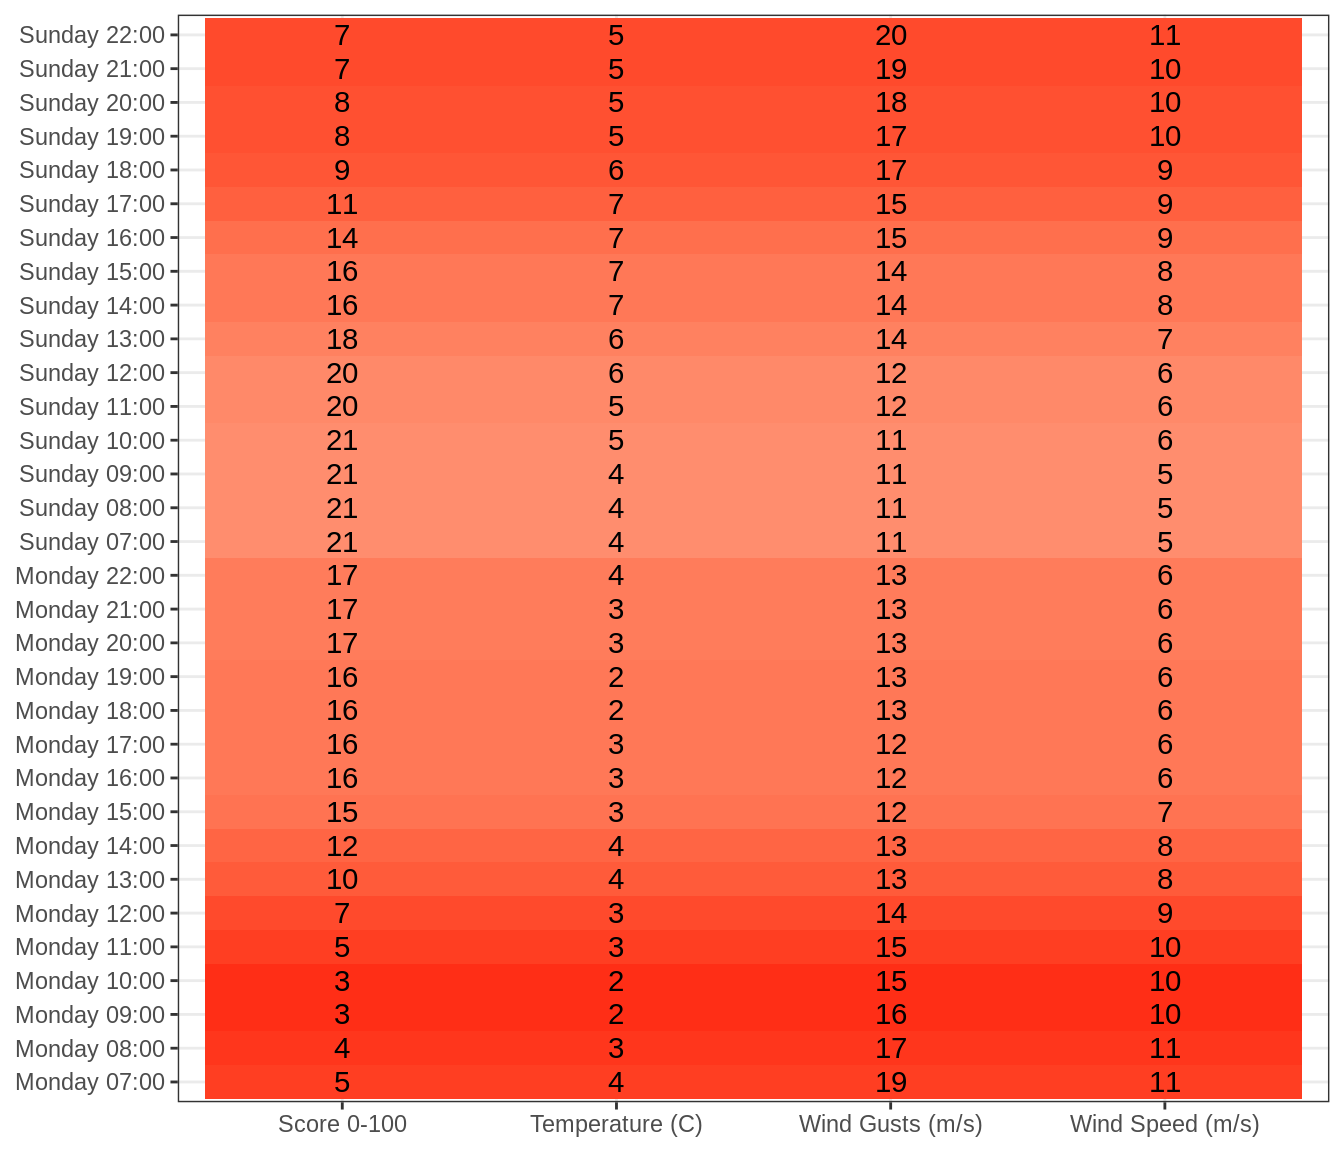 Sunday 22:00 7 5 20 11
Sunday 21:00 7 5 19 10
Sunday 20:00 8 5 18 10
Sunday 19:00 8 5 17 10
Sunday 18:00 9 6 17 9
Sunday 17:00 11 7 15 9
Sunday 16:00 14 7 15 9
Sunday 15:00 16 7 14 8
Sunday 14:00 16 7 14 8
Sunday 13:00 18 6 14 7
Sunday 12:00 20 6 12 6
Sunday 11:00 20 5 12 6
Sunday 10:00 21 5 11 6
Sunday 09:00 21 4 11 5
Sunday 08:00 21 4 11 5
Sunday 07:00 21 4 11 5
Monday 22:00 17 4 13 6
Monday 21:00 17 3 13 6
Monday 20:00 17 3 13 6
Monday 19:00 16 2 13 6
Monday 18:00 16 2 13 6
Monday 17:00 16 3 12 6
Monday 16:00 16 3 12 6
Monday 15:00 15 3 12 7
Monday 14:00 12 4 13 8
Monday 13:00 10 4 13 8
Monday 12:00 7 3 14 9
Monday 11:00 5 3 15 10
Monday 10:00 3 2 15 10
Monday 09:00 3 2 16 10
Monday 08:00 4 3 17 11
Monday 07:00 5 4 19 11
Score 0-100 Temperature (C) Wind Gusts (m/s) Wind Speed (m/s)